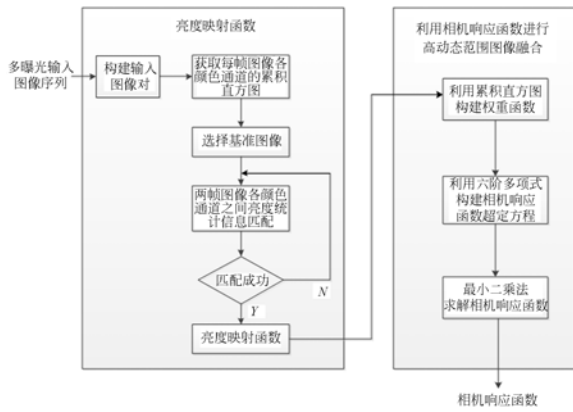 亮度映射函数
多曝光输入
图像序列
构建输入
图像对
获取每帧图像各
颜色通道的累积
直方图
选择基准图像
两帧图像各颜色
通道之间亮度统
计信息匹配
匹配成功
N
Y
亮度映射函数
利用相机响应函数进行
高动态范围图像融合
利用累积直方图
构建权重函数
利用六阶多项式
构建相机响应
函数超定方程
最小二乘法
求解相机响应函数
相机响应函数